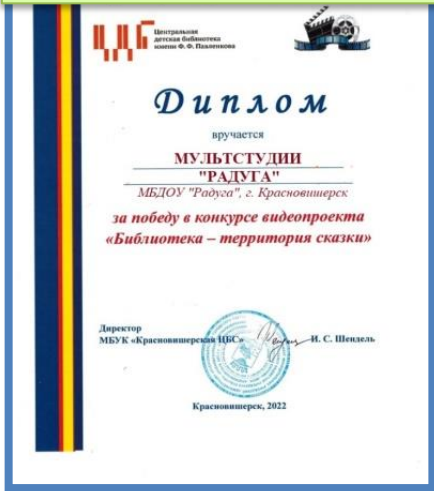 ЦДБ
Центральная
детская библиотека
имени Ф. Ф. Павленкова
Диплом
вручается
МУЛЬТСТУДИИ
"РАДУГА"
МБДОУ "Радуга", г. Красновишерск
за победу в конкурсе видеопроекта
«Библиотека – территория сказки»
Директор
МБУК «Красновишерская ЦБС» И. С. Шендель
Красновишерск, 2022